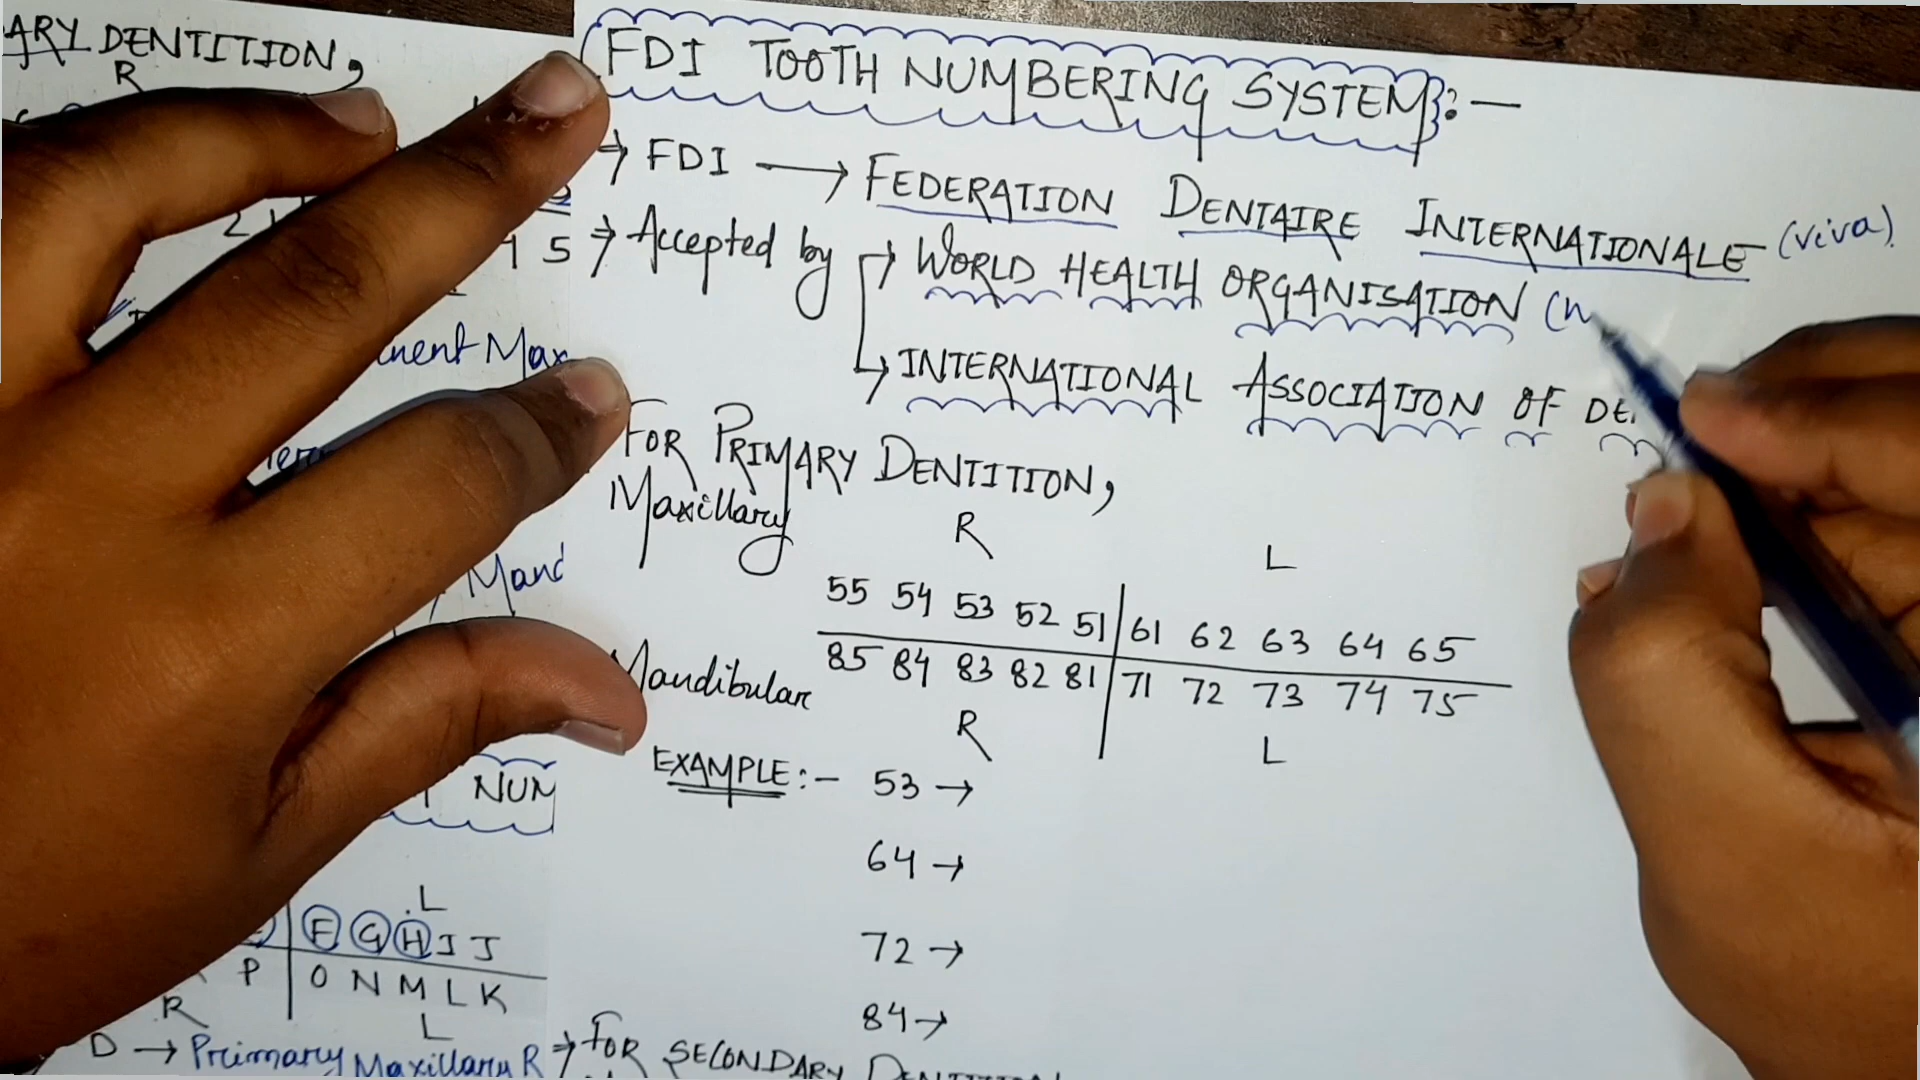 ARY DENTITION,
R
5
nent Max
Mand
NUM
L
F G H I J
P O N M L K
R
L
D → Primary Maxillary R
FDI TOOTH NUMBERING SYSTEM :—
→ FDI → FEDERATION DENTAIRE INTERNATIONALE (viva)
→ Accepted by → WORLD HEALTH ORGANISATION
→ INTERNATIONAL ASSOCIATION OF
FOR PRIMARY DENTITION,
Maxillary
R L
55 54 53 52 51 61 62 63 64 65
Mandibular 85 84 83 82 81 71 72 73 74 75
R L
EXAMPLE :- 53 →
64 →
72 →
84 →
→ FOR SECONDARY DENTITION